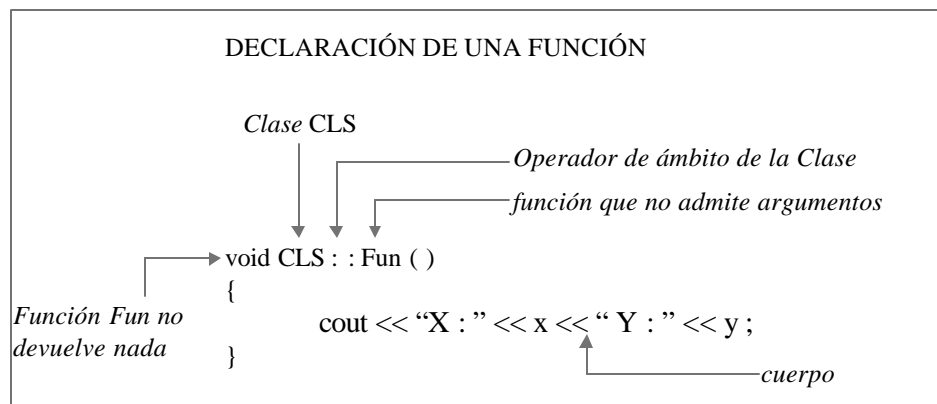 DECLARACIÓN DE UNA FUNCIÓN
Clase CLS
Operador de ámbito de la Clase
función que no admite argumentos
void CLS : : Fun ( )
{
Función Fun no
devuelve nada
cout << “X : ” << x << “ Y : ” << y ;
}
cuerpo